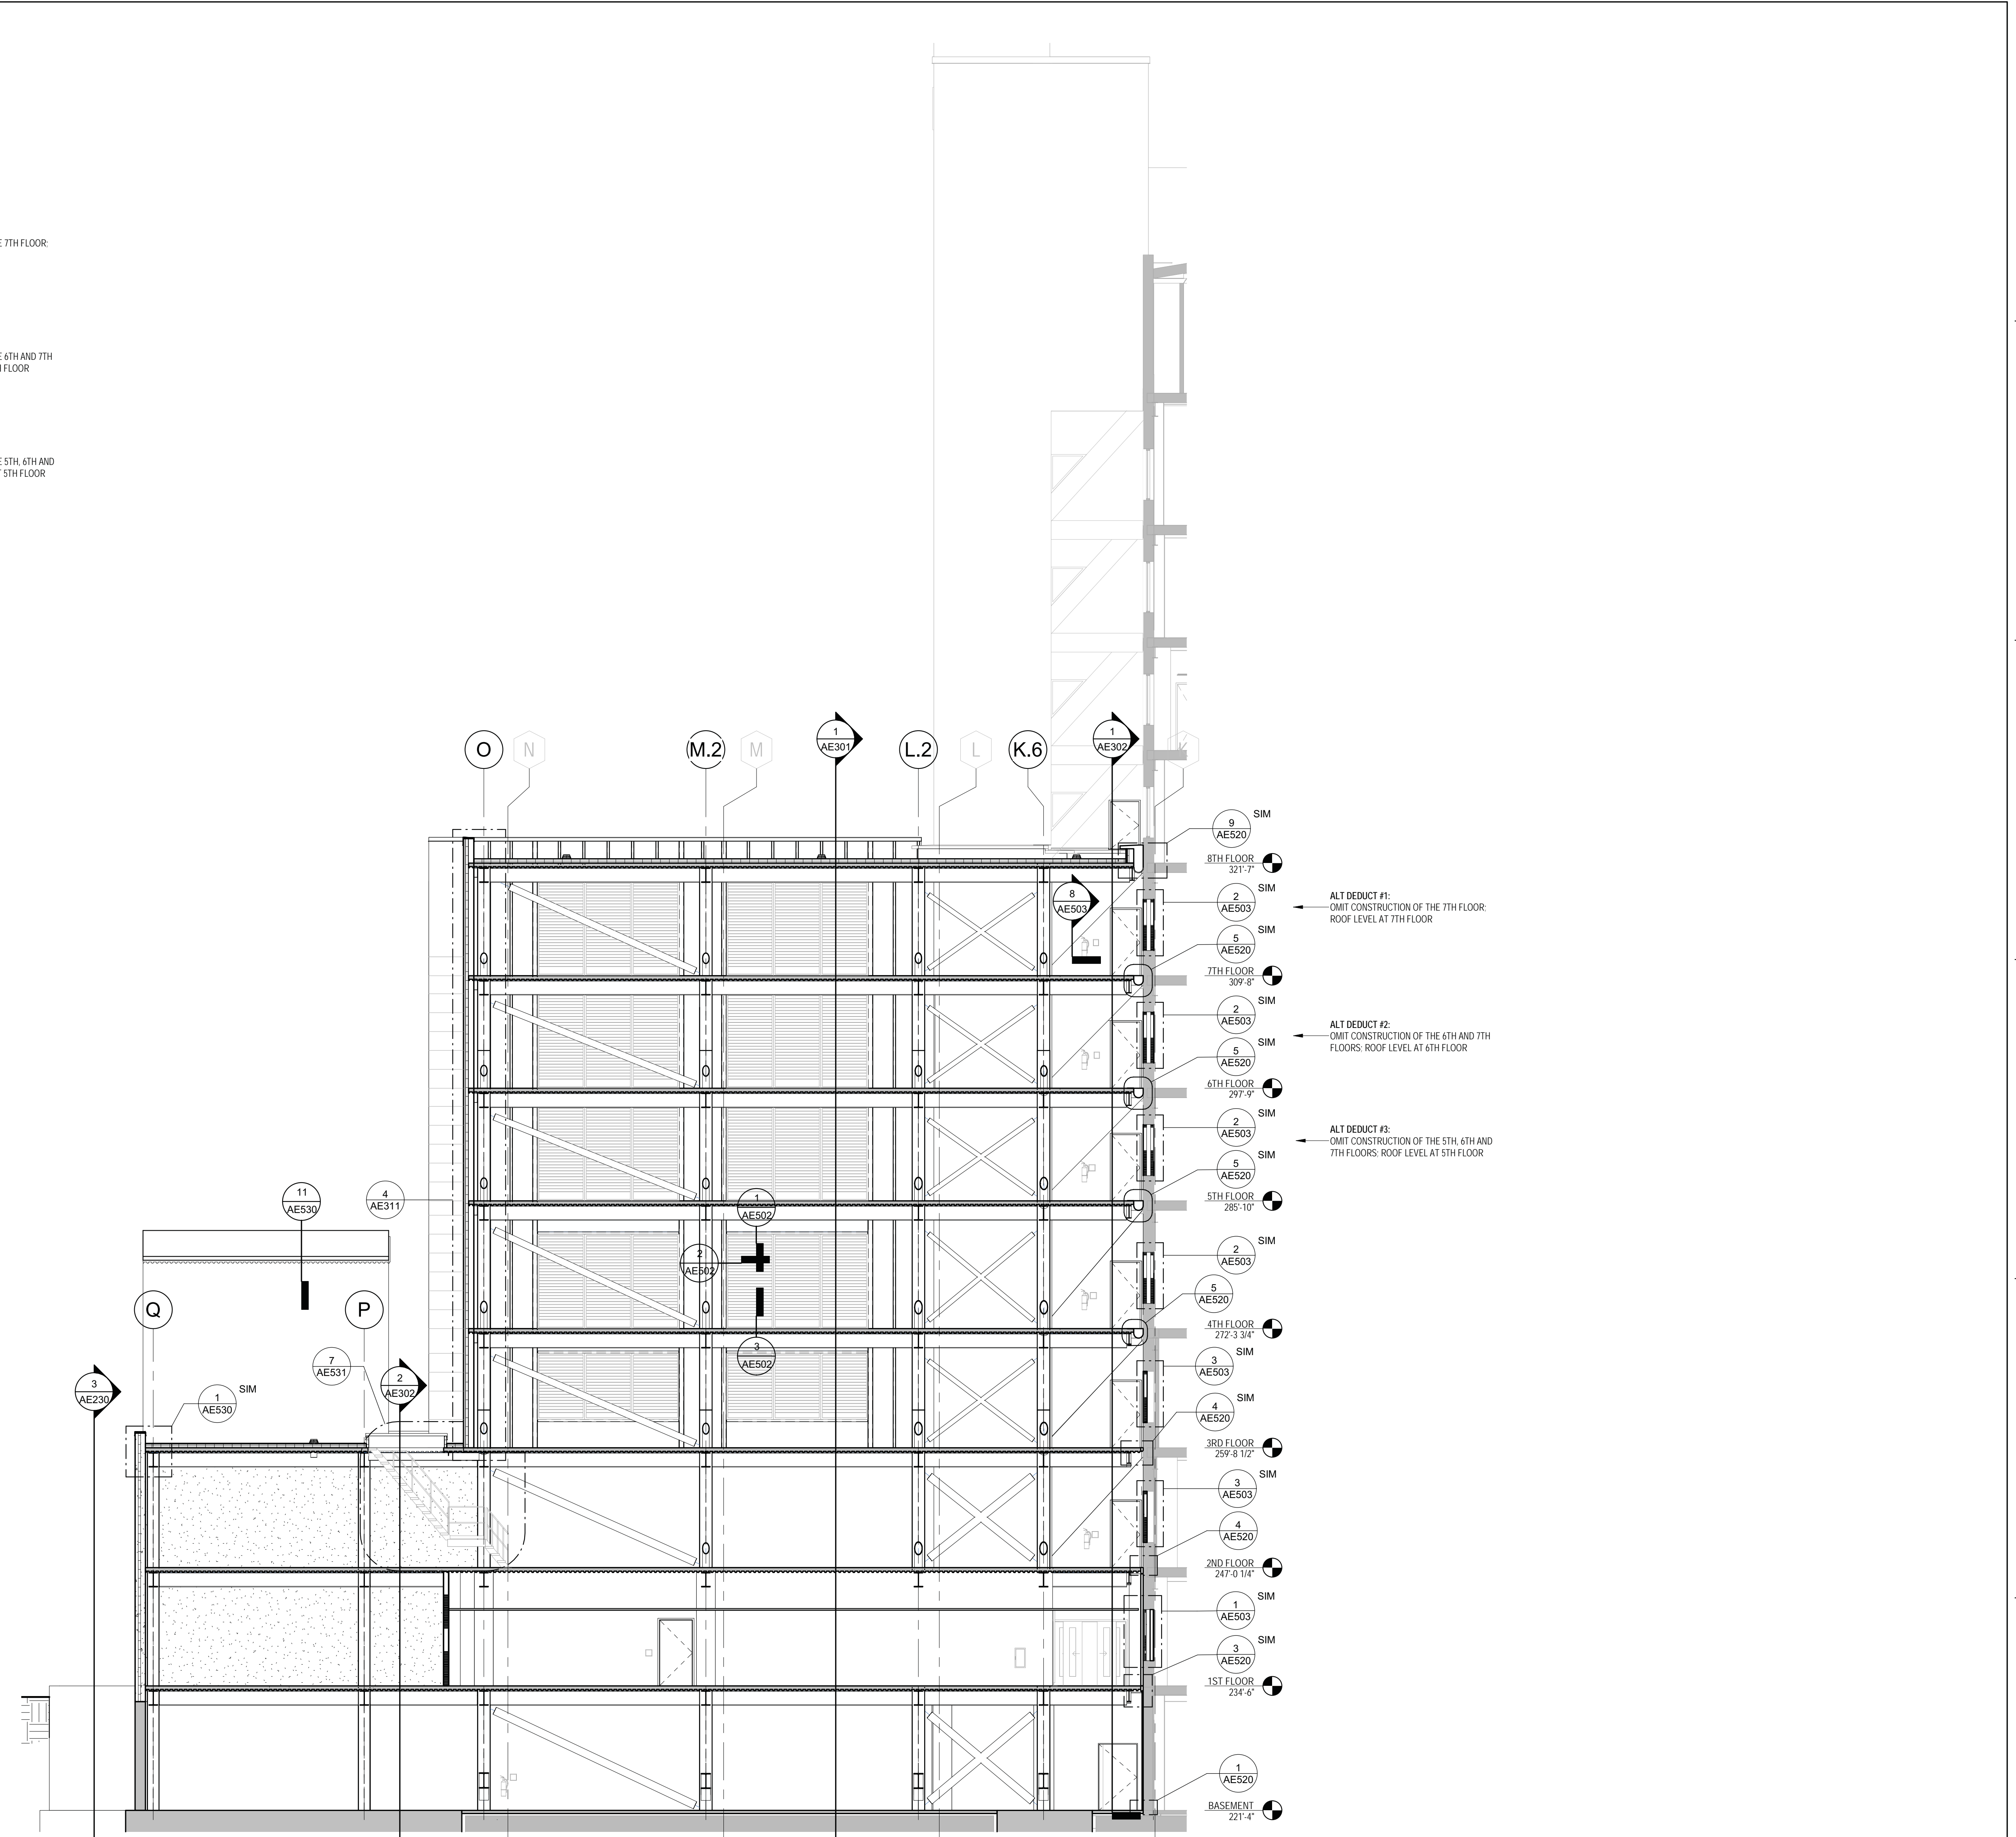 E 7TH FLOOR:
E 6TH AND 7TH
H FLOOR
E 5TH, 6TH AND
T 5TH FLOOR
O
N
M.2
M
1
AE301
L.2
L
K.6
1
AE302
K
9
AE520
SIM
8TH FLOOR
321'-7"
8
AE503
2
AE503
SIM
ALT DEDUCT #1:
OMIT CONSTRUCTION OF THE 7TH FLOOR;
ROOF LEVEL AT 7TH FLOOR
5
AE520
SIM
7TH FLOOR
309'-8"
2
AE503
SIM
ALT DEDUCT #2:
OMIT CONSTRUCTION OF THE 6TH AND 7TH
FLOORS: ROOF LEVEL AT 6TH FLOOR
5
AE520
SIM
6TH FLOOR
297'-9"
2
AE503
SIM
ALT DEDUCT #3:
OMIT CONSTRUCTION OF THE 5TH, 6TH AND
7TH FLOORS: ROOF LEVEL AT 5TH FLOOR
5
AE520
SIM
11
AE530
4
AE311
1
AE502
5TH FLOOR
285'-10"
2
AE502
2
AE503
SIM
Q
P
5
AE520
4TH FLOOR
272'-3 3/4"
3
AE502
7
AE531
2
AE302
3
AE230
1
AE530
SIM
3
AE503
SIM
4
AE520
SIM
3RD FLOOR
259'-8 1/2"
3
AE503
SIM
4
AE520
2ND FLOOR
247'-0 1/4"
1
AE503
SIM
3
AE520
SIM
1ST FLOOR
234'-6"
1
AE520
BASEMENT
221'-4"